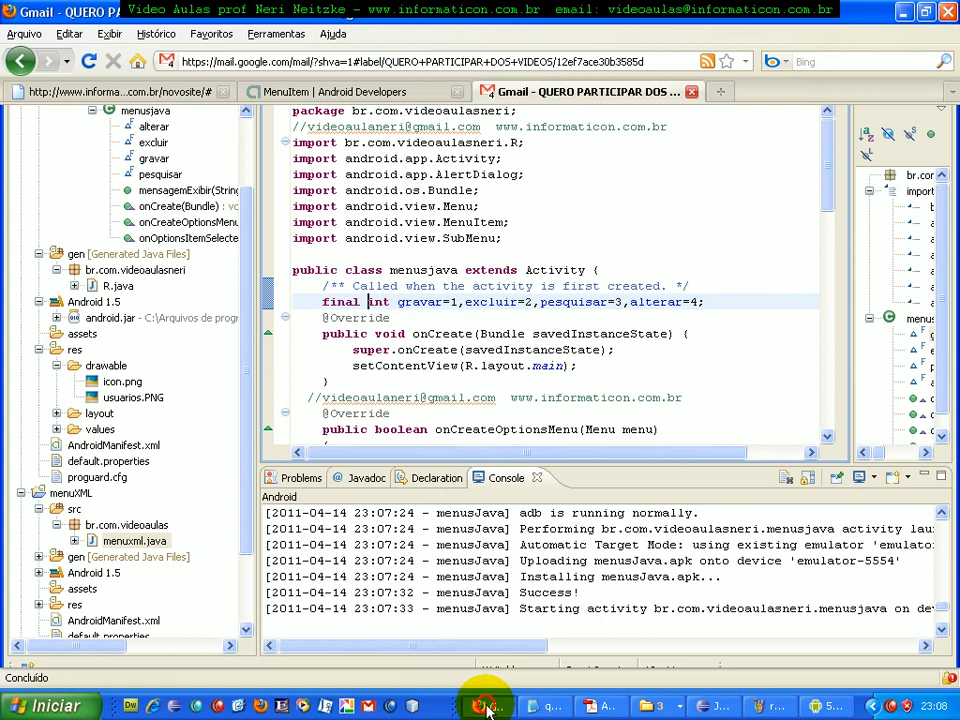 Video Aulas prof Neri Neitzke - www.informaticon.com.br email: videoaulas@informaticon.com.br
Gmail - QUERO PA
Arquivo Editar Exibir Histórico Favoritos Ferramentas Ajuda
https://mail.google.com/mail/?shva=1#label/QUERO+PARTICIPAR+DOS+VIDEOS/12ef7ace30b3585d
Bing
http://www.informa...com.br/novosite/#
MenuItem | Android Developers
Gmail - QUERO PARTICIPAR DOS ...
menusjava
alterar
excluir
gravar
pesquisar
mensagemExibir(String
onCreate(Bundle) : vo
onCreateOptionsMenu
onOptionsItemSelecte
gen [Generated Java Files]
br.com.videoaulasneri
R.java
Android 1.5
android.jar - C:\Arquivos de prog
assets
res
drawable
icon.png
usuarios.PNG
layout
values
AndroidManifest.xml
default.properties
proguard.cfg
menuXML
src
br.com.videoaulas
menuxml.java
gen [Generated Java Files]
Android 1.5
assets
res
AndroidManifest.xml
default.properties
package br.com.videoaulasneri;
//videoaulaneri@gmail.com www.informaticon.com.br
import br.com.videoaulasneri.R;
import android.app.Activity;
import android.app.AlertDialog;
import android.os.Bundle;
import android.view.Menu;
import android.view.MenuItem;
import android.view.SubMenu;
public class menusjava extends Activity {
/** Called when the activity is first created. */
final int gravar=1,excluir=2,pesquisar=3,alterar=4;
@Override
public void onCreate(Bundle savedInstanceState) {
super.onCreate(savedInstanceState);
setContentView(R.layout.main);
}
//videoaulaneri@gmail.com www.informaticon.com.br
@Override
public boolean onCreateOptionsMenu(Menu menu)
br.com
import
menus
Problems Javadoc Declaration Console
Android
[2011-04-14 23:07:24 - menusJava] adb is running normally.
[2011-04-14 23:07:24 - menusJava] Performing br.com.videoaulasneri.menusjava activity lau
[2011-04-14 23:07:24 - menusJava] Automatic Target Mode: using existing emulator 'emulator
[2011-04-14 23:07:24 - menusJava] Uploading menusJava.apk onto device 'emulator-5554'
[2011-04-14 23:07:24 - menusJava] Installing menusJava.apk...
[2011-04-14 23:07:32 - menusJava] Success!
[2011-04-14 23:07:33 - menusJava] Starting activity br.com.videoaulasneri.menusjava on de
Concluído
Iniciar
q...
A...
3
J...
r...
5...
23:08